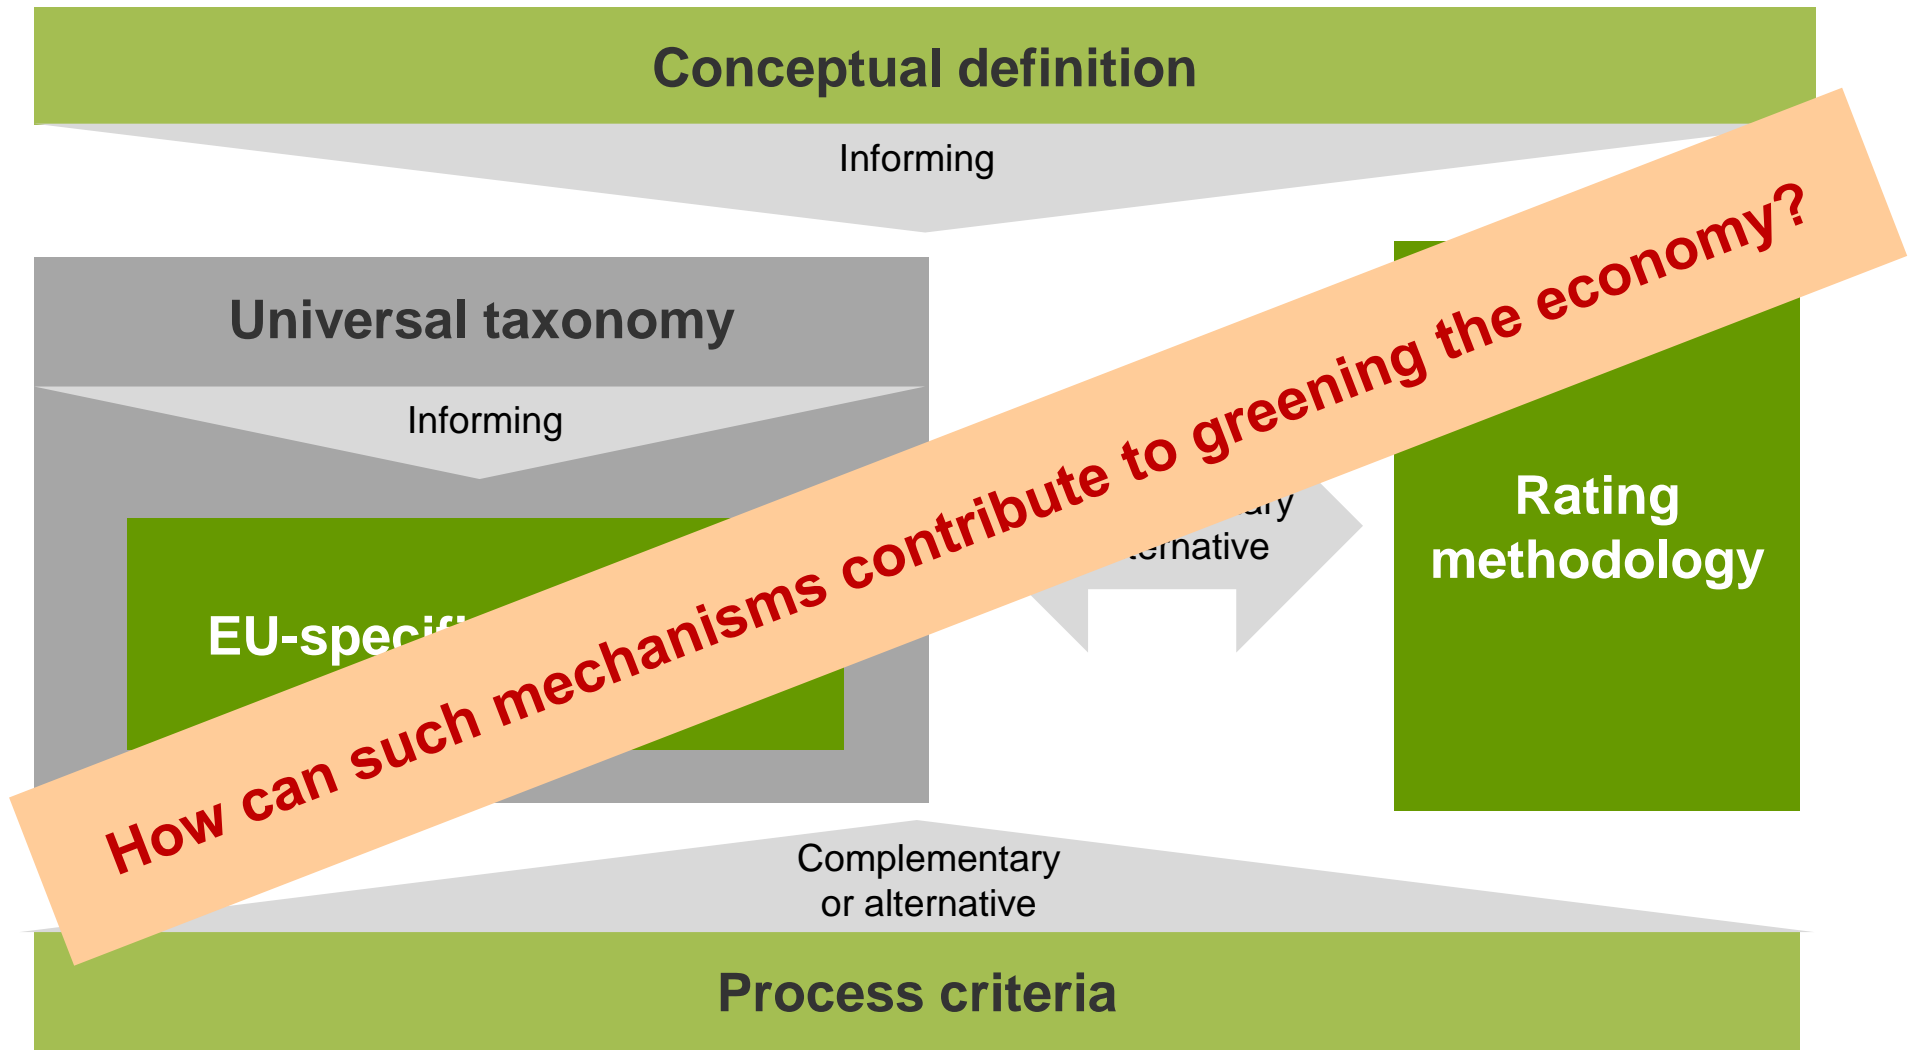 Conceptual definition
Informing
Universal taxonomy
Informing
How can such mechanisms contribute to greening the economy?
Rating
methodology
Complementary
or alternative
Process criteria